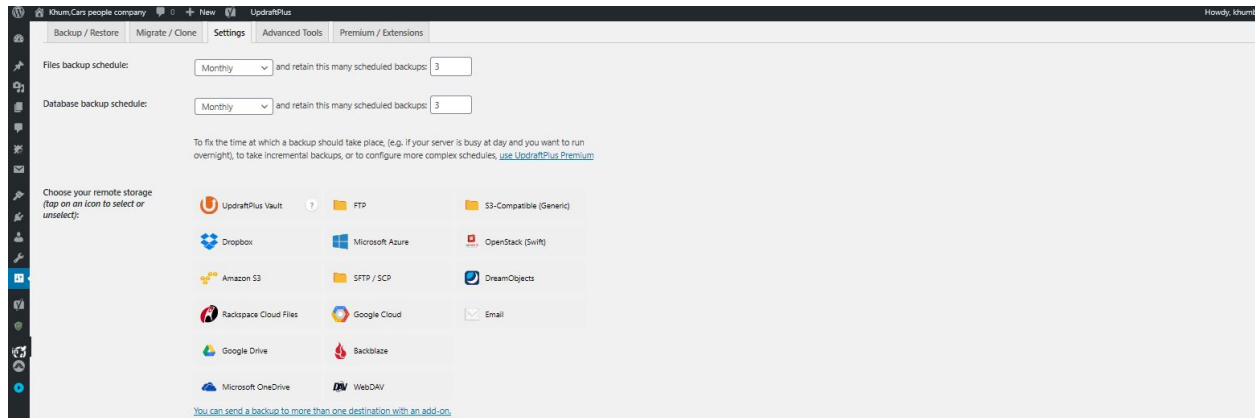 Khum,Cars people company 0 New UpdraftPlus Howdy, khumb
Backup / Restore Migrate / Clone Settings Advanced Tools Premium / Extensions
Files backup schedule: Monthly and retain this many scheduled backups: 3
Database backup schedule: Monthly and retain this many scheduled backups: 3
To fix the time at which a backup should take place, (e.g. if your server is busy at day and you want to run
overnight), to take incremental backups, or to configure more complex schedules, use UpdraftPlus Premium
Choose your remote storage
(tap on an icon to select or
unselect):
UpdraftPlus Vault ? FTP S3-Compatible (Generic)
Dropbox Microsoft Azure OpenStack (Swift)
Amazon S3 SFTP / SCP DreamObjects
Rackspace Cloud Files Google Cloud Email
Google Drive Backblaze
Microsoft OneDrive DAV WebDAV
You can send a backup to more than one destination with an add-on.